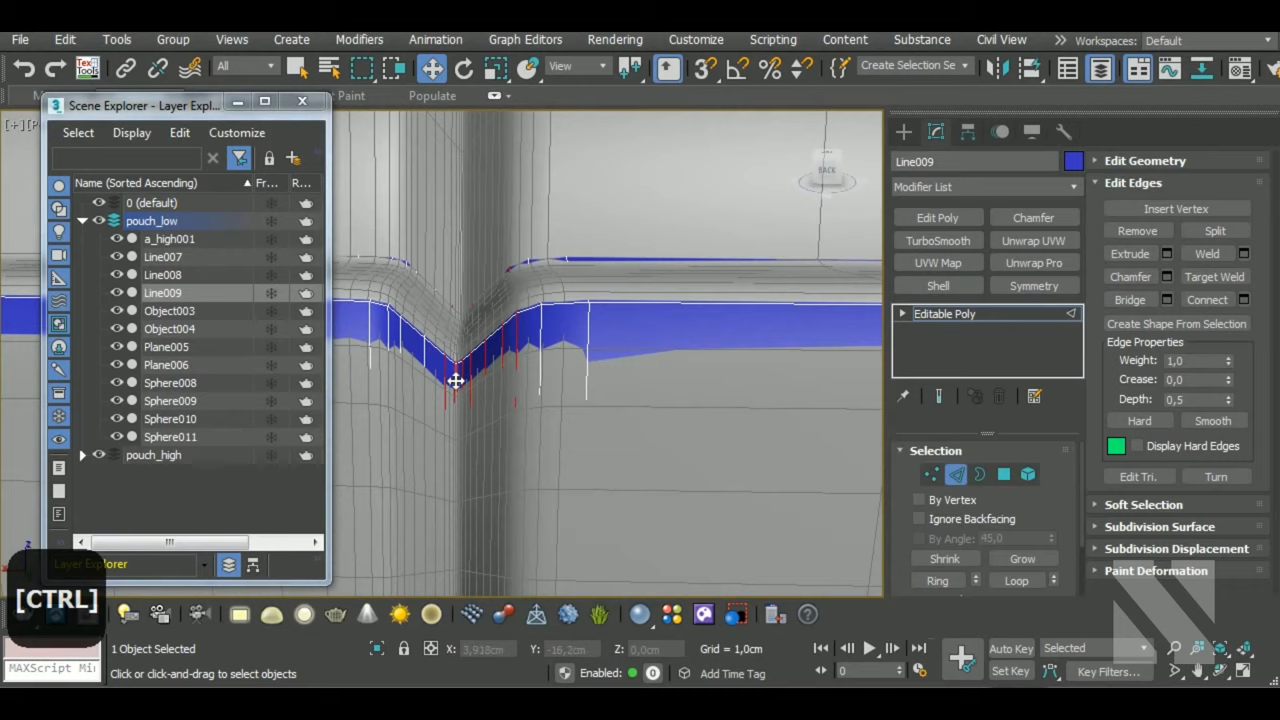 File Edit Tools Group Views Create Modifiers Animation Graph Editors Rendering Customize Scripting Content Substance Civil View Workspaces: Default
Tex Tools All View 3 Create Selection Se
Paint Populate
3 Scene Explorer - Layer Expl...
Select Display Edit Customize
Name (Sorted Ascending) Fr... R...
0 (default)
pouch_low
a_high001
Line007
Line008
Line009
Object003
Object004
Plane005
Plane006
Sphere008
Sphere009
Sphere010
Sphere011
pouch_high
Layer Explorer
[CTRL]
[+]
BACK
Line009
Modifier List
Edit Poly Chamfer
TurboSmooth Unwrap UVW
UVW Map Unwrap Pro
Shell Symmetry
Editable Poly
Selection
By Vertex
Ignore Backfacing
By Angle: 45,0
Shrink Grow
Ring Loop
Edit Geometry
Edit Edges
Insert Vertex
Remove Split
Extrude Weld
Chamfer Target Weld
Bridge Connect
Create Shape From Selection
Edge Properties
Weight: 1,0
Crease: 0,0
Depth: 0,5
Hard Smooth
Display Hard Edges
Edit Tri. Turn
Soft Selection
Subdivision Surface
Subdivision Displacement
Paint Deformation
1 Object Selected X: 3,918cm Y: -16,2cm Z: 0,0cm Grid = 1,0cm Auto Key Selected
MAXScript Mi Click or click-and-drag to select objects Enabled: 0 Add Time Tag 0 Set Key Key Filters...